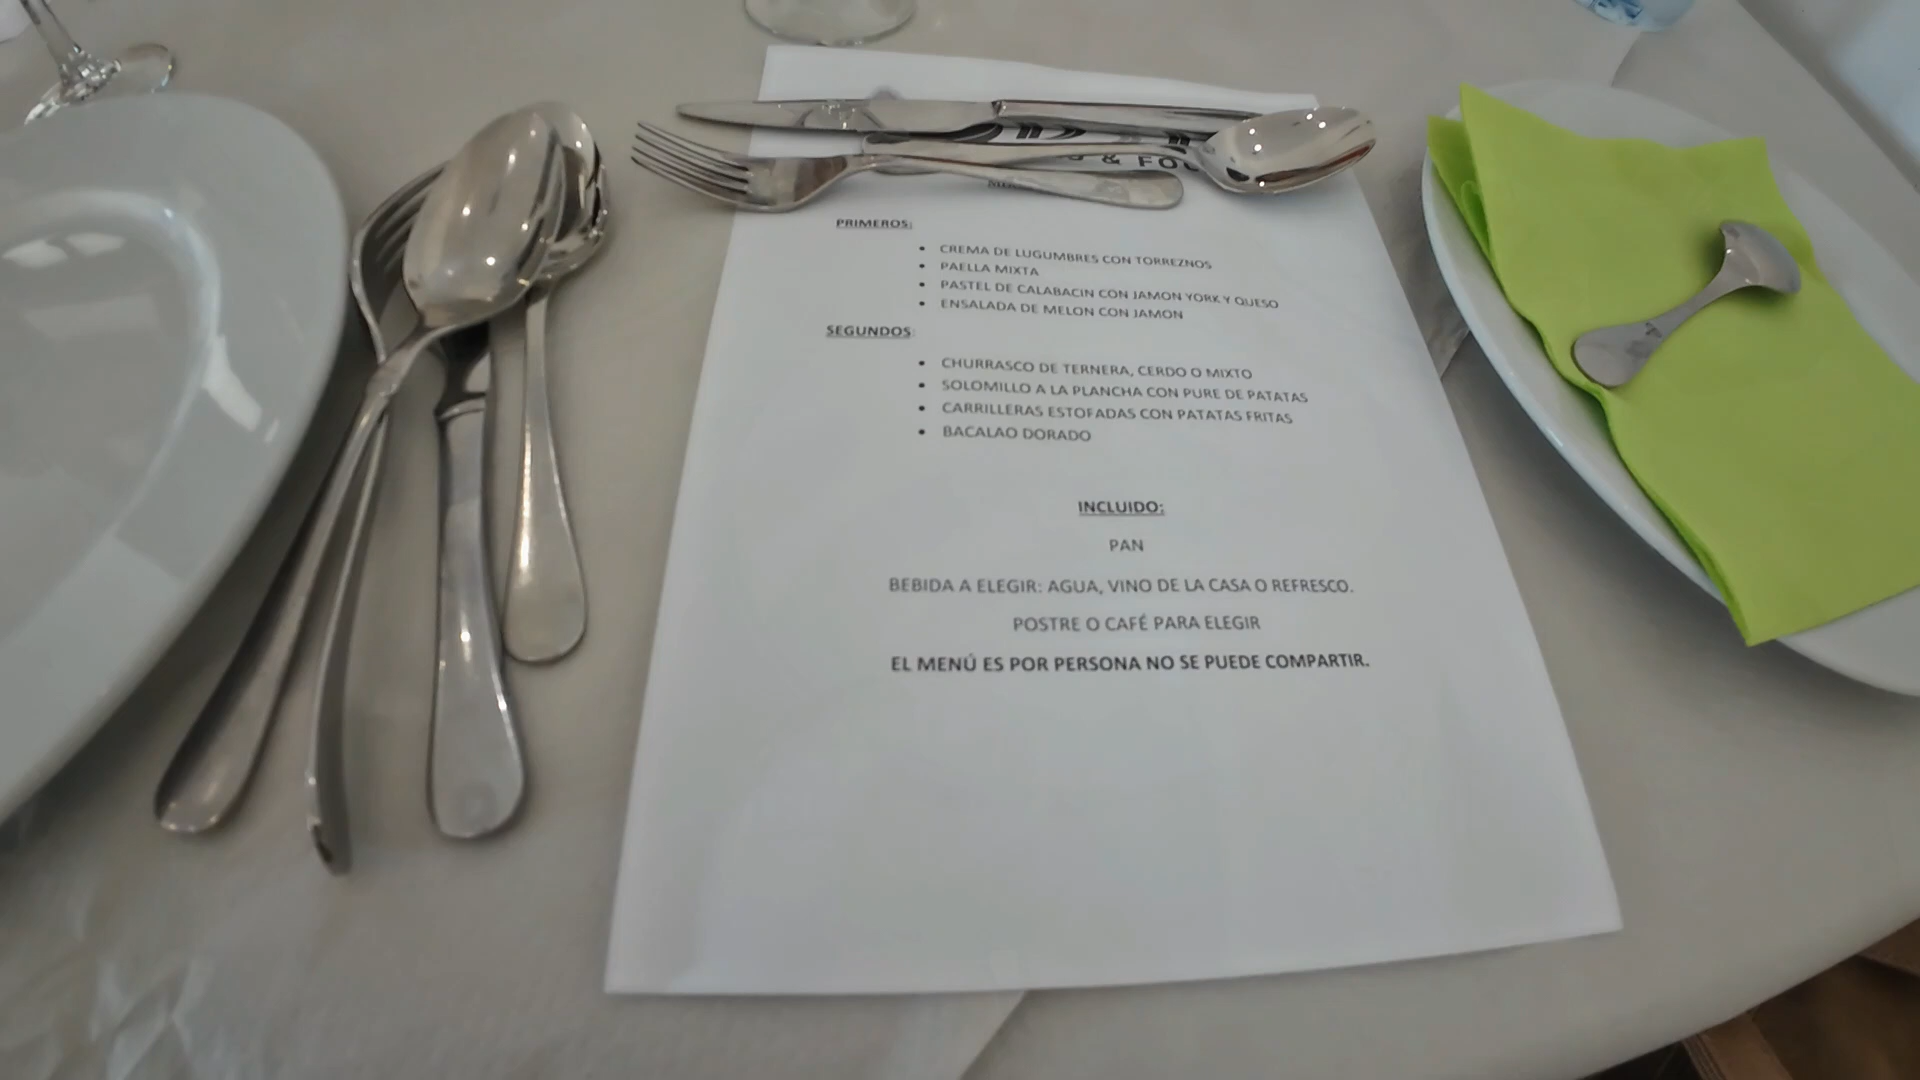 & FO
PRIMEROS:
• CREMA DE LUGUMBRES CON TORREZNOS
• PAELLA MIXTA
• PASTEL DE CALABACIN CON JAMON YORK Y QUESO
• ENSALADA DE MELON CON JAMON
SEGUNDOS:
• CHURRASCO DE TERNERA, CERDO O MIXTO
• SOLOMILLO A LA PLANCHA CON PURE DE PATATAS
• CARRILLERAS ESTOFADAS CON PATATAS FRITAS
• BACALAO DORADO
INCLUIDO:
PAN
BEBIDA A ELEGIR: AGUA, VINO DE LA CASA O REFRESCO.
POSTRE O CAFÉ PARA ELEGIR
EL MENÚ ES POR PERSONA NO SE PUEDE COMPARTIR.